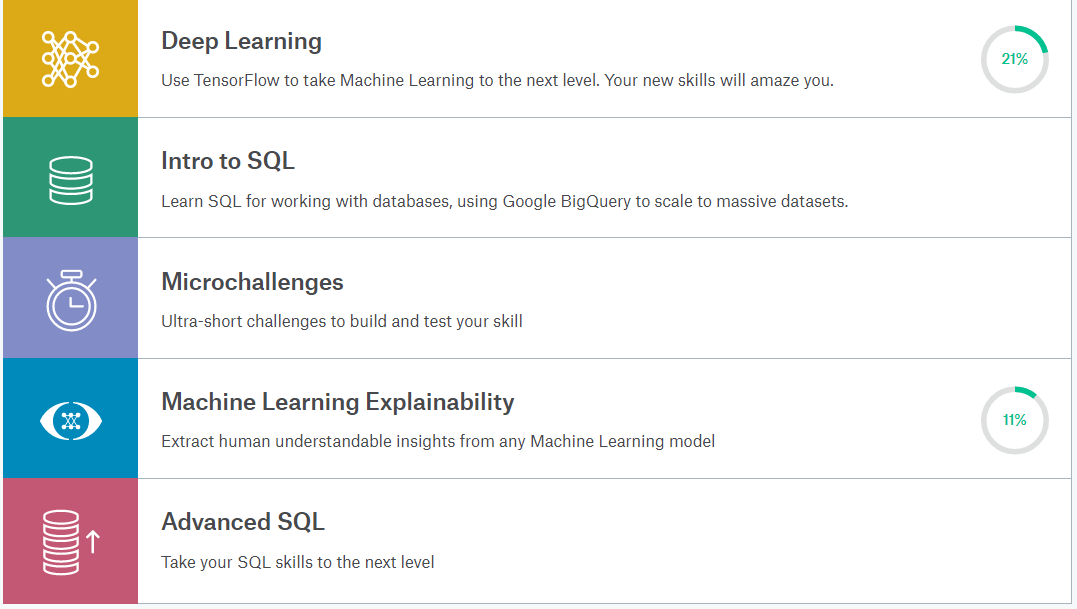 Deep Learning
Use TensorFlow to take Machine Learning to the next level. Your new skills will amaze you.
21%
Intro to SQL
Learn SQL for working with databases, using Google BigQuery to scale to massive datasets.
Microchallenges
Ultra-short challenges to build and test your skill
Machine Learning Explainability
Extract human understandable insights from any Machine Learning model
11%
Advanced SQL
Take your SQL skills to the next level